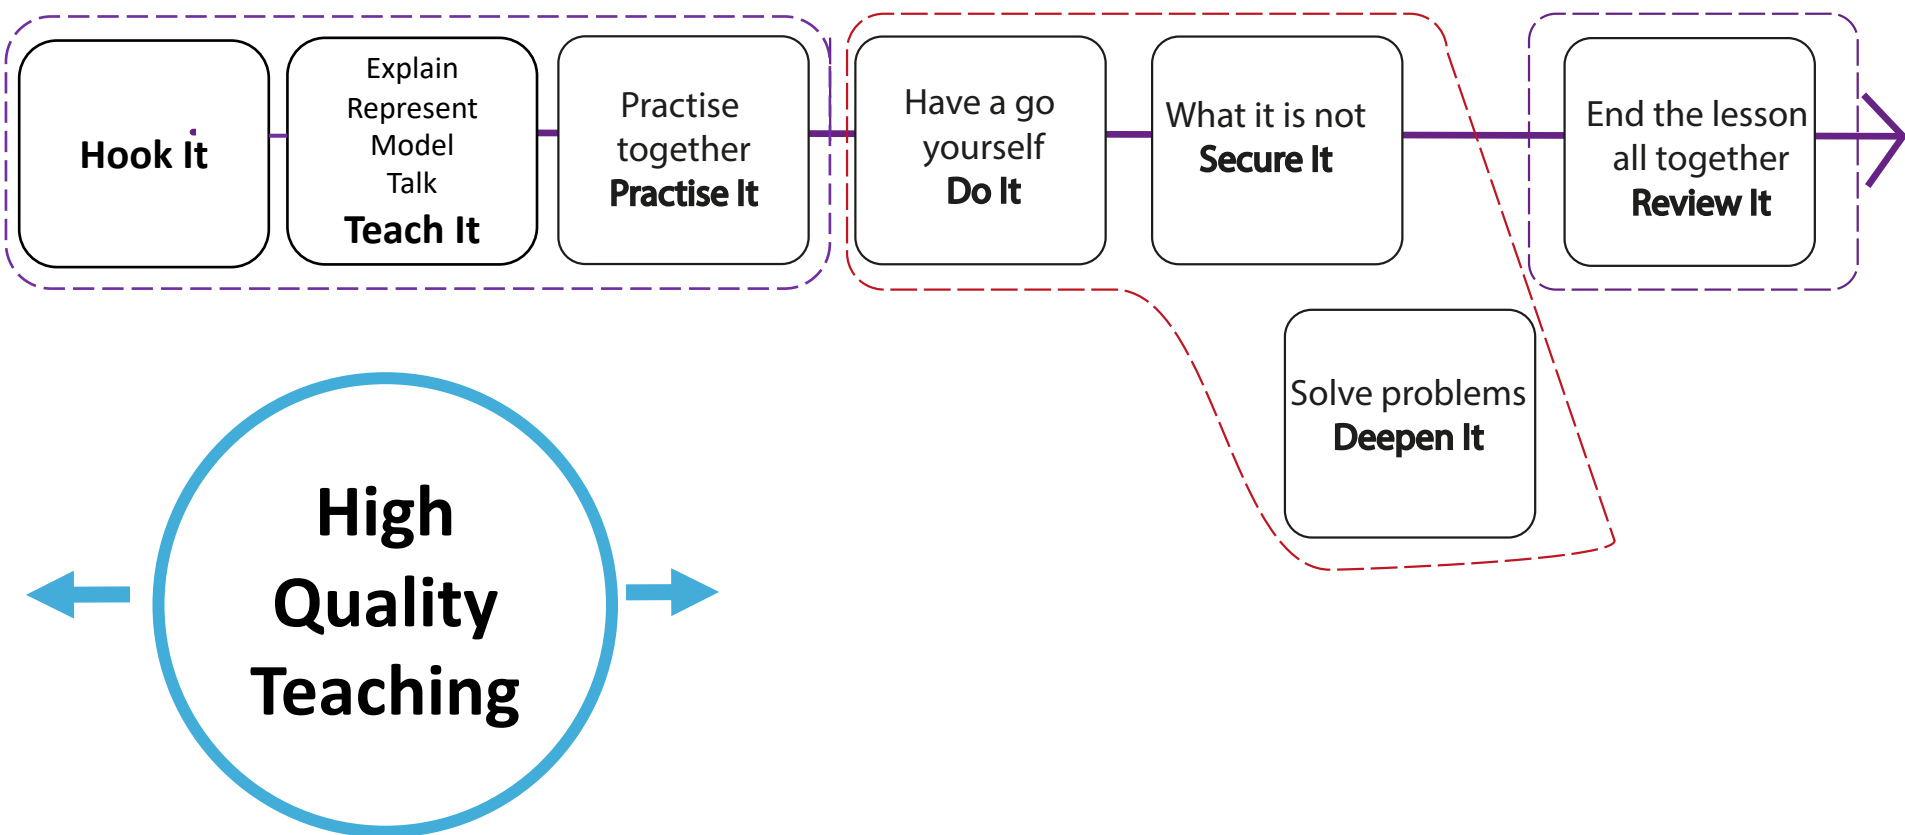 Hook It
Explain
Represent
Model
Talk
Teach It
Practise
together
Practise It
Have a go
yourself
Do It
What it is not
Secure It
End the lesson
all together
Review It
Solve problems
Deepen It
High
Quality
Teaching